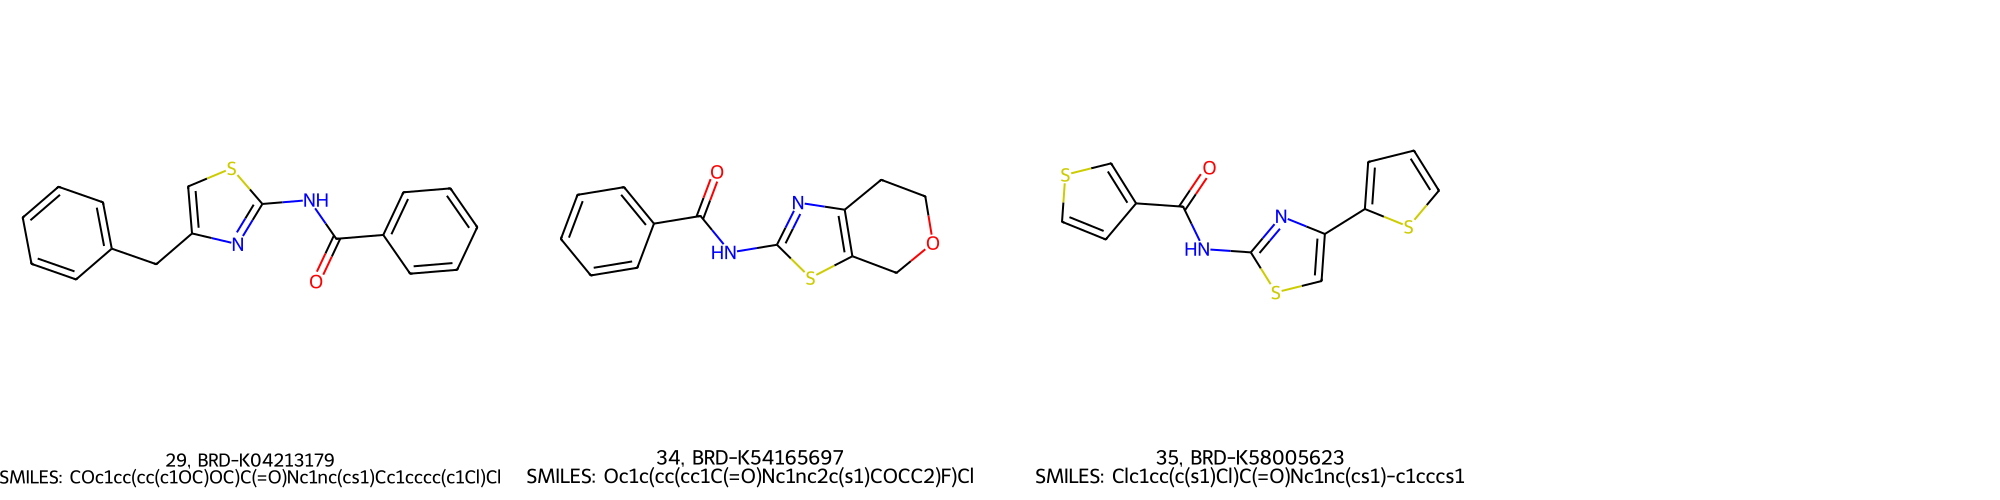 S
NH
N
O
O
N
HN
S
O
S
O
N
HN
S
S
29, BRD-K04213179
SMILES: COc1cc(cc(c1OC)OC)C(=O)Nc1nc(cs1)Cc1cccc(c1Cl)Cl
34, BRD-K54165697
SMILES: Oc1c(cc(cc1C(=O)Nc1nc2c(s1)COCC2)F)Cl
35, BRD-K58005623
SMILES: Clc1cc(c(s1)Cl)C(=O)Nc1nc(cs1)-c1cccs1